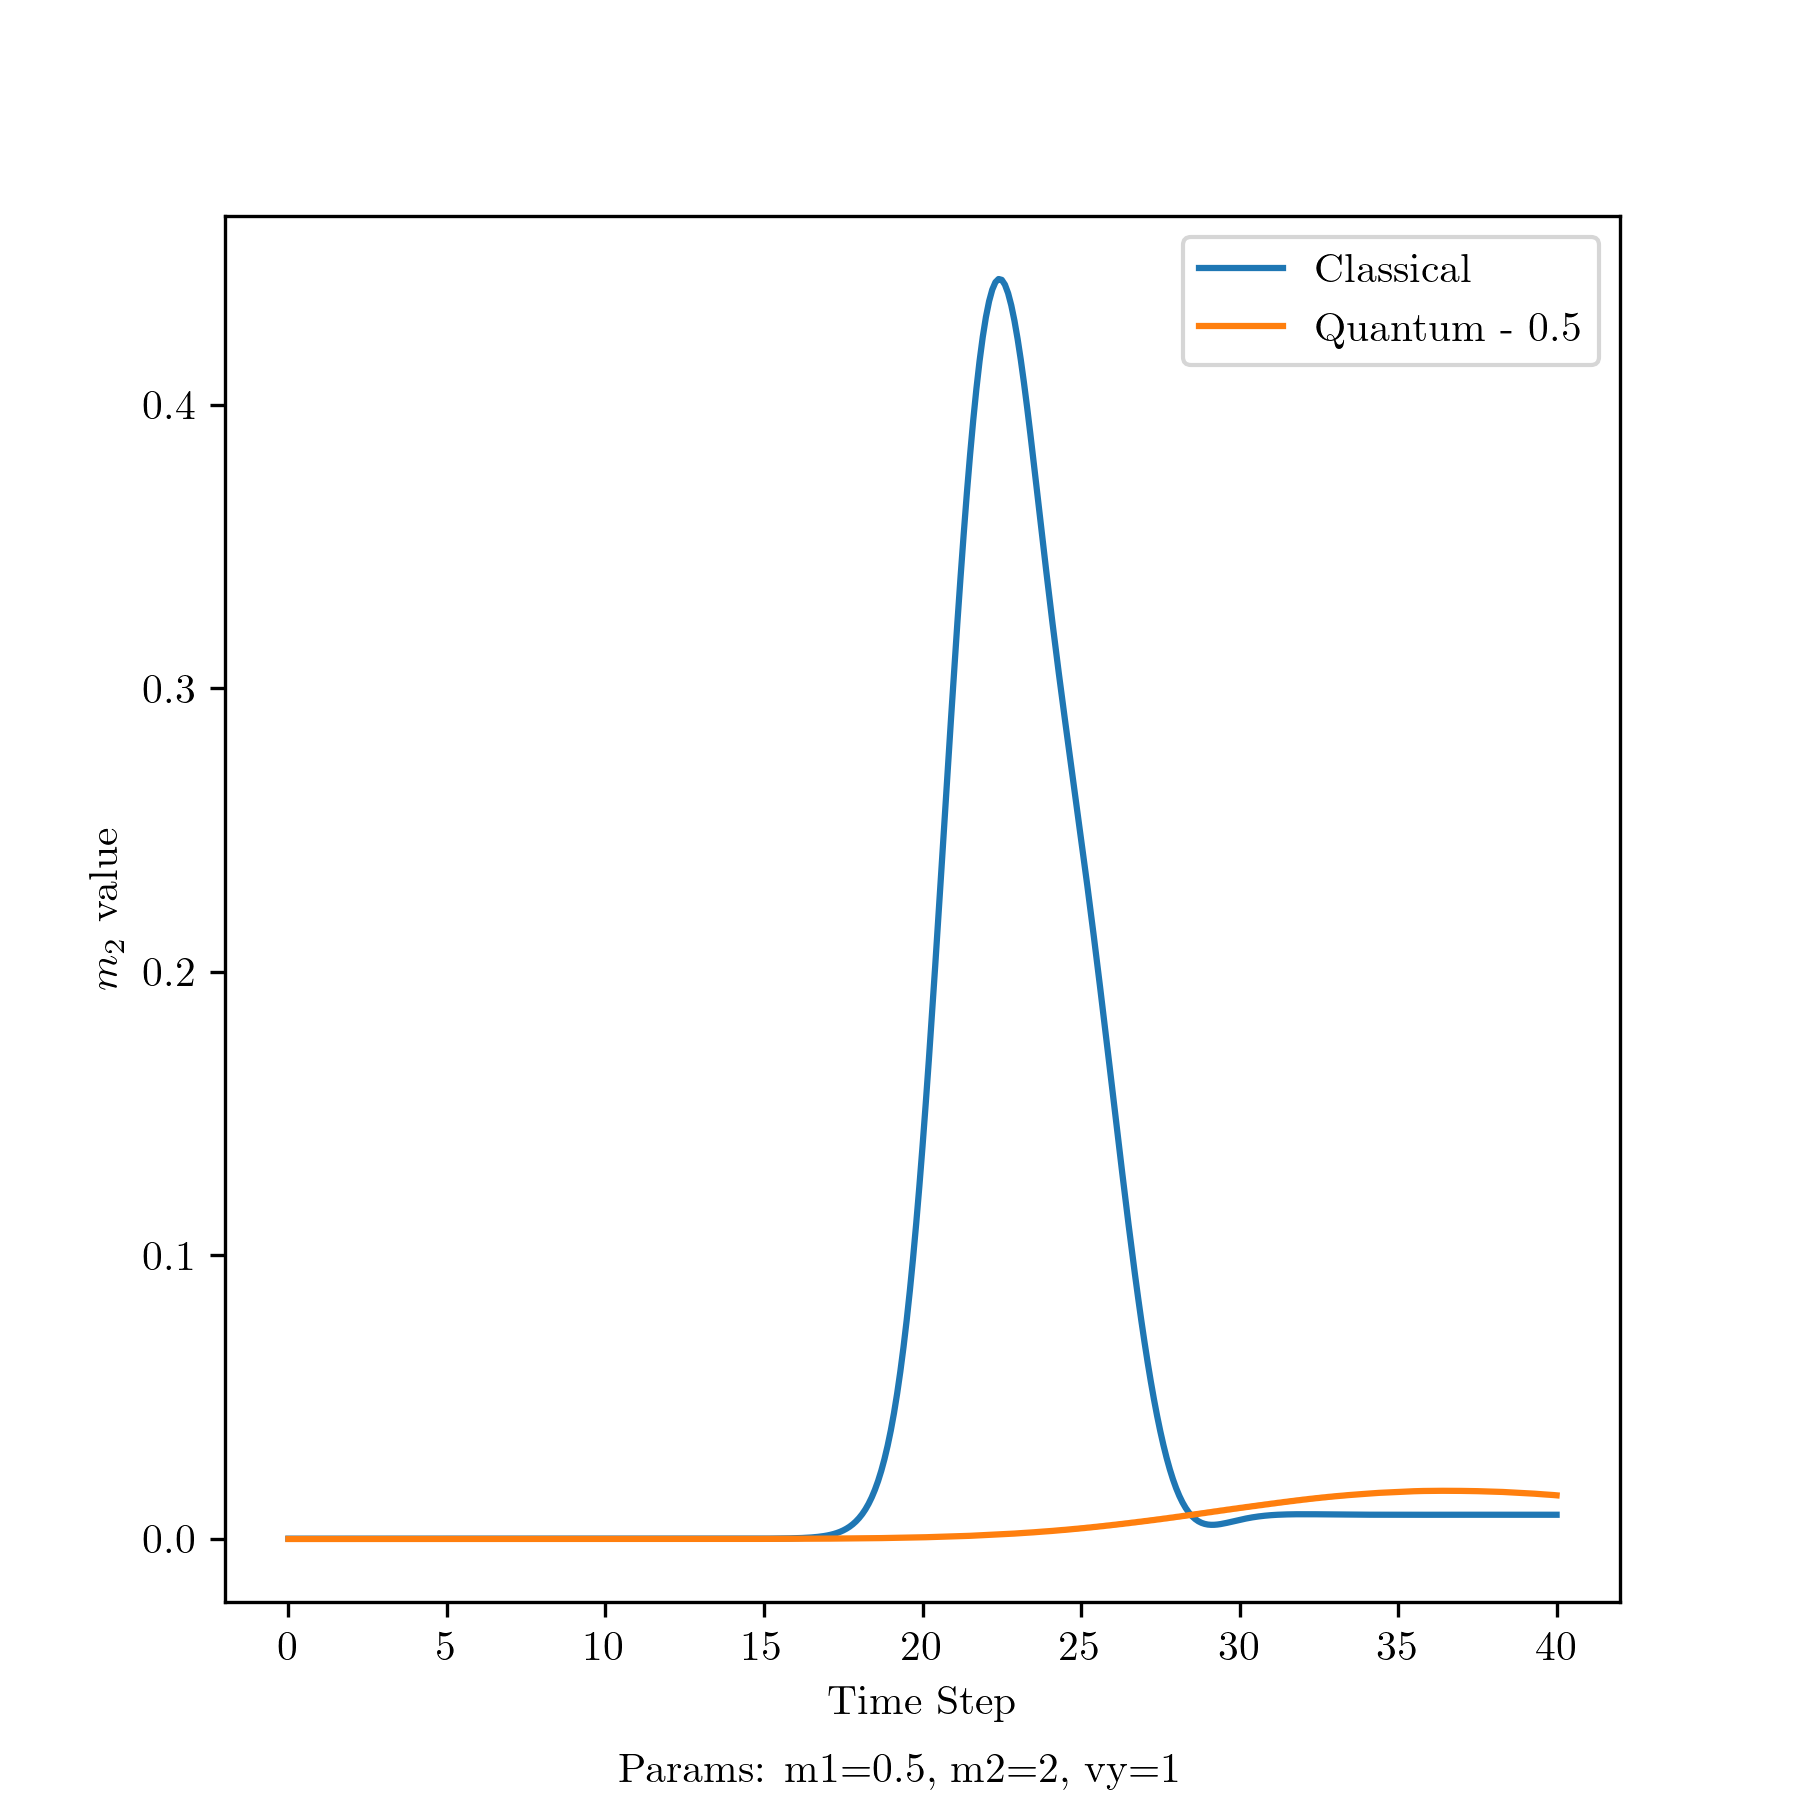 Classical
Quantum - 0.5
0.4
0.3
0.2
0.1
0.0
m₂ value
0 5 10 15 20 25 30 35 40
Time Step
Params: m1=0.5, m2=2, vy=1